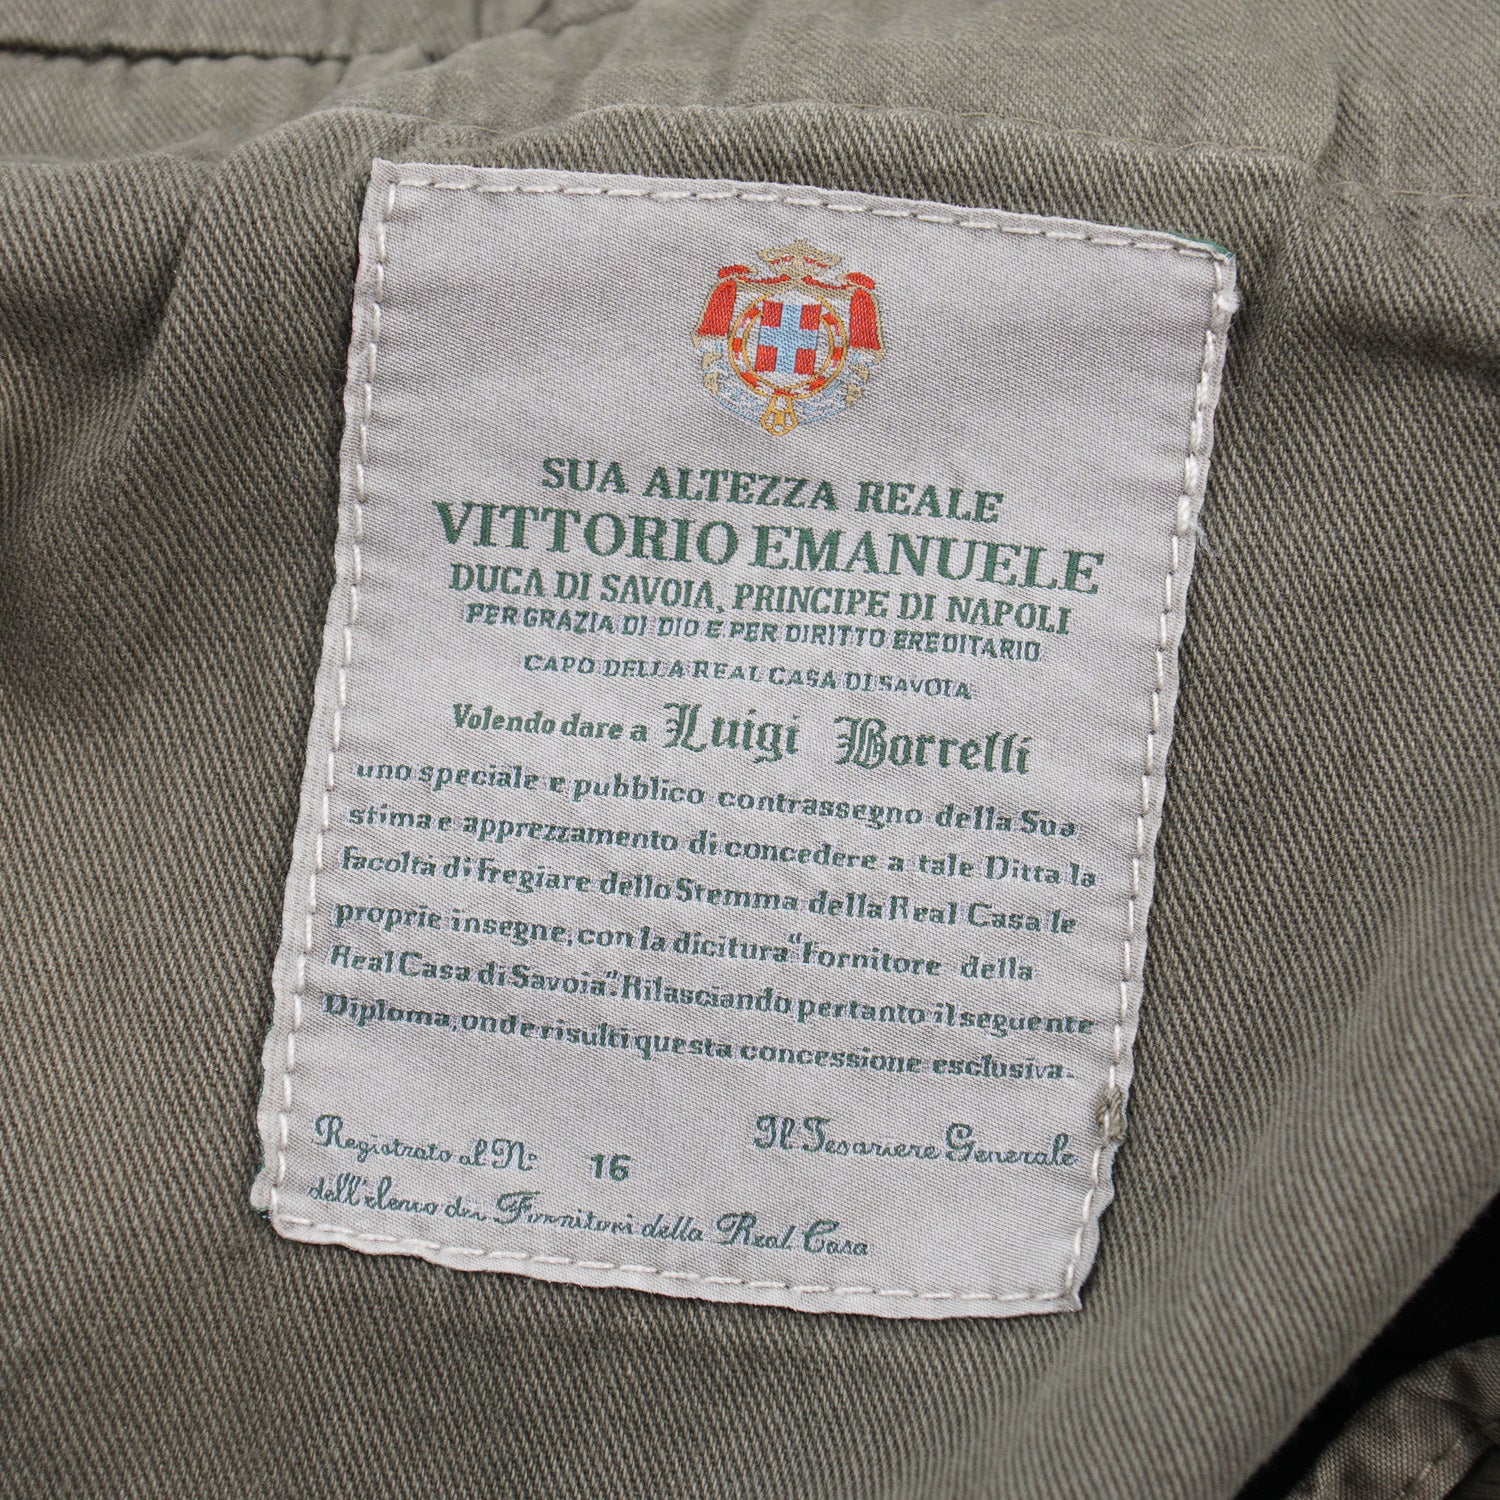 SUA ALTEZZA REALE
VITTORIO EMANUELE
DUCA DI SAVOIA, PRINCIPE DI NAPOLI
PER GRAZIA DI DIO E PER DIRITTO EREDITARIO
CAPO DELLA REAL CASA DI SAVOIA
Volendo dare a Luigi Borrelli
uno speciale e pubblico contrassegno della Sua
stima e apprezzamento di concedere a tale Ditta la
facoltà di fregiare dello Stemma della Real Casa le
proprie insegne, con la dicitura "Fornitore della
Real Casa di Savoia". Rilasciando pertanto il seguente
Diploma, onde risulti questa concessione esclusiva.
Registrato al N° 16 Il Tesoriere Generale
dell'elenco dei Fornitori della Real Casa